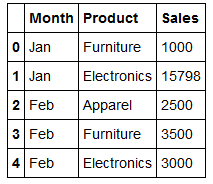 Month Product Sales
0 Jan Furniture 1000
1 Jan Electronics 15798
2 Feb Apparel 2500
3 Feb Furniture 3500
4 Feb Electronics 3000